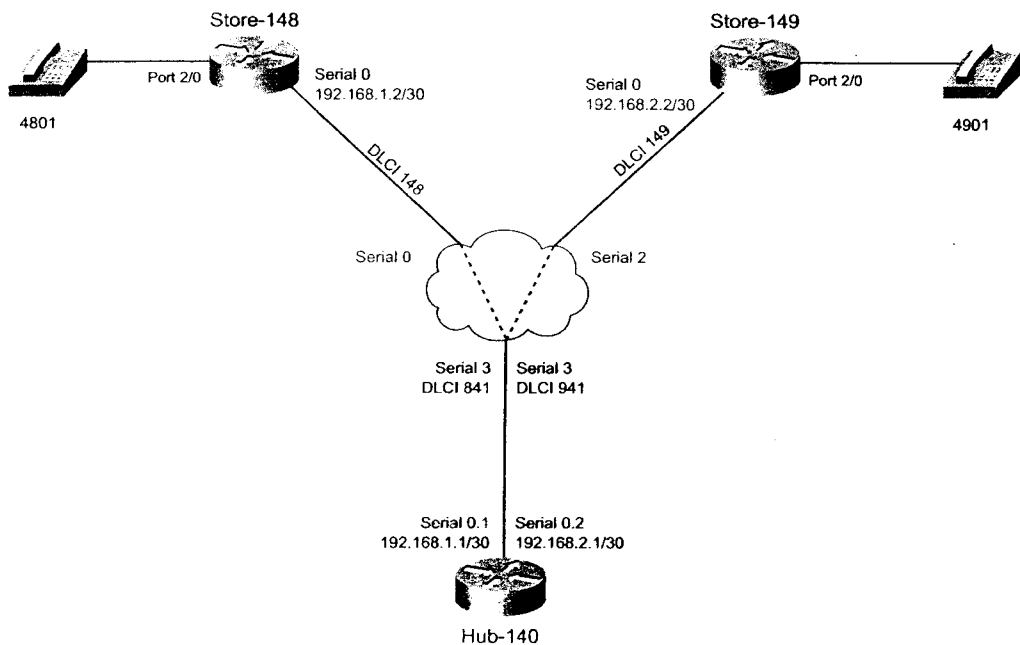 Store-148
Store-149
Port 2/0
Serial 0
192.168.1.2/30
Serial 0
192.168.2.2/30
Port 2/0
4801
4901
DLCI 148
DLCI 149
Serial 0
Serial 2
Serial 3
DLCI 841
Serial 3
DLCI 941
Serial 0.1
192.168.1.1/30
Serial 0.2
192.168.2.1/30
Hub-140